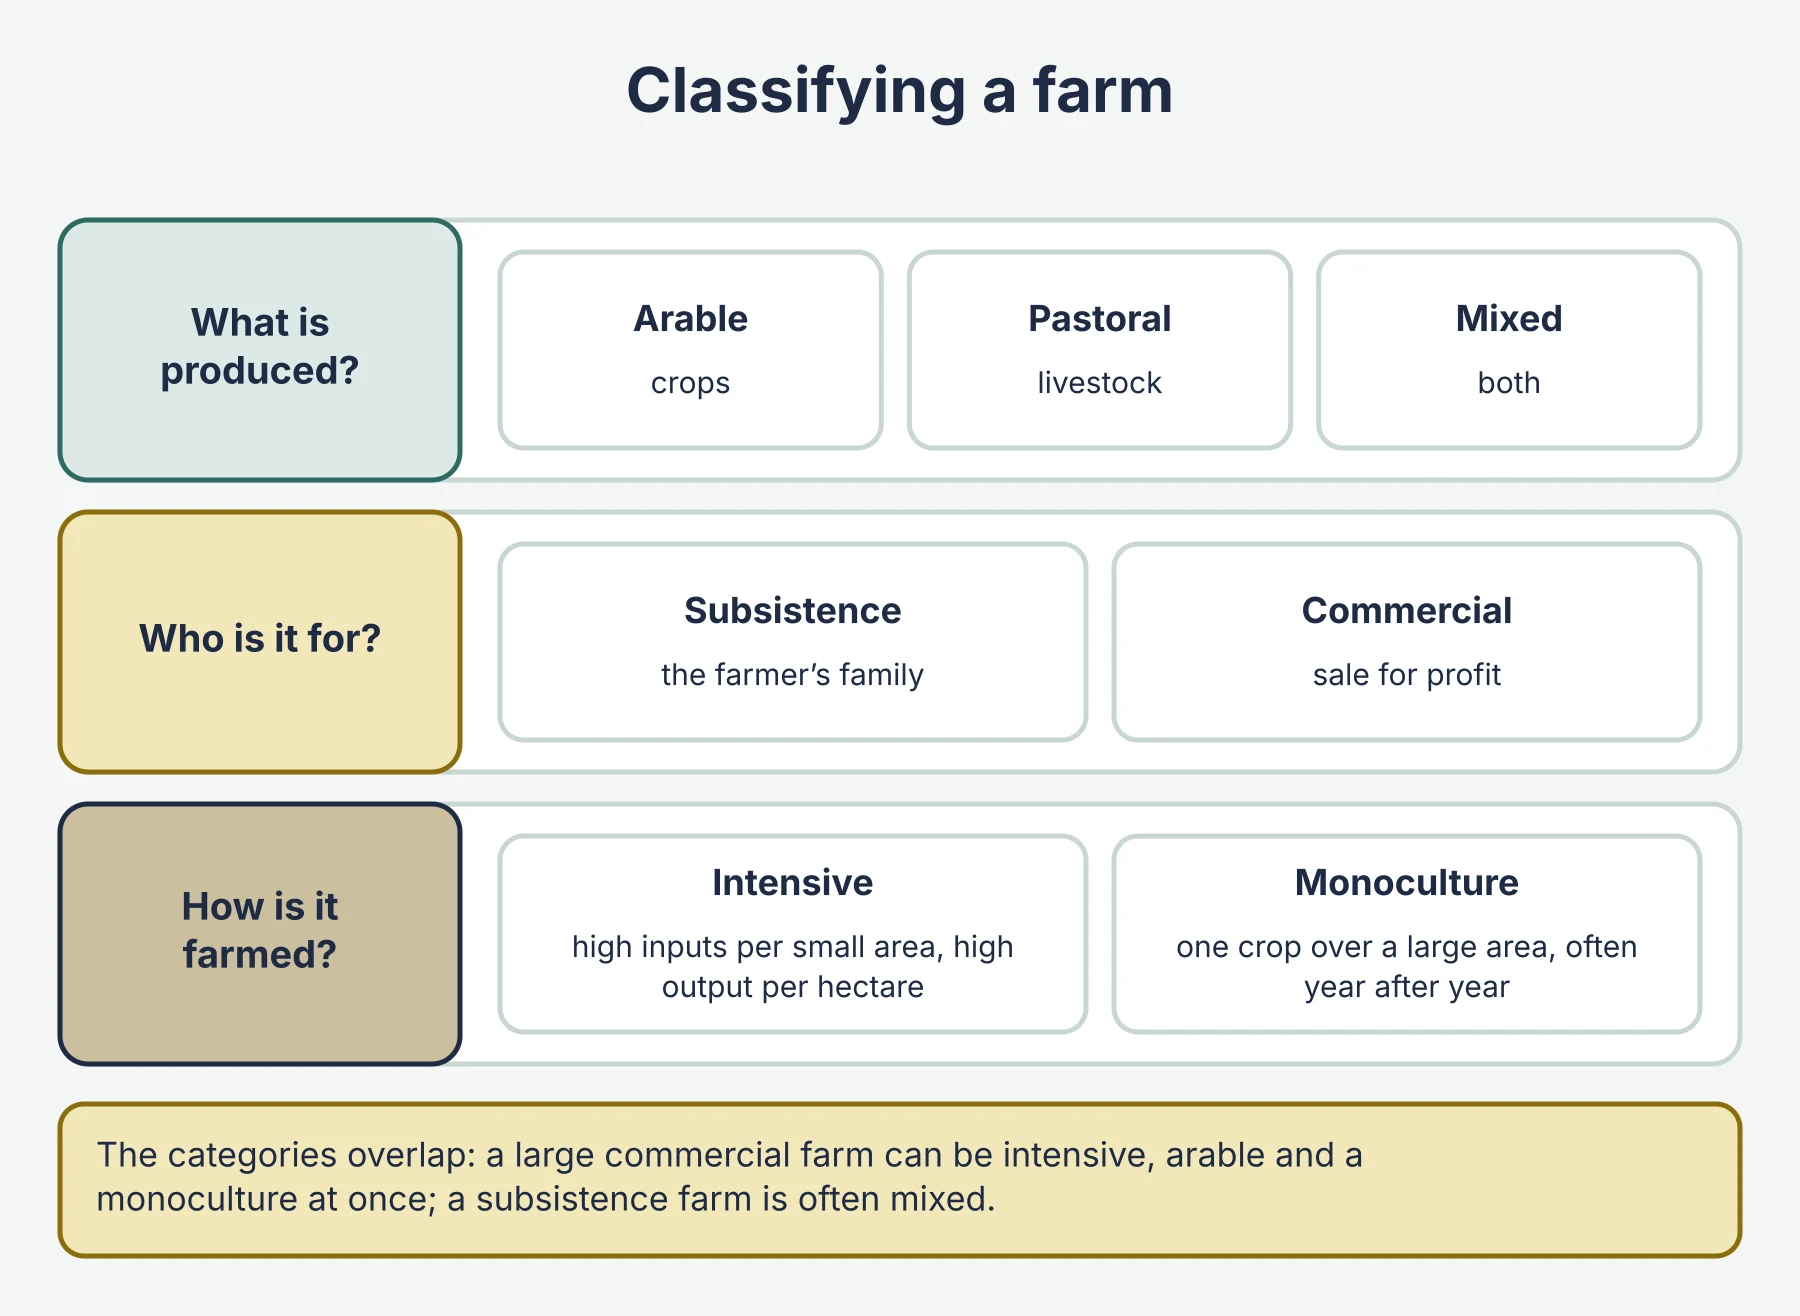 Classifying a farm
What is
produced?
Arable
crops
Pastoral
livestock
Mixed
both
Who is it for?
Subsistence
the farmer’s family
Commercial
sale for profit
How is it
farmed?
Intensive
high inputs per small area, high
output per hectare
Monoculture
one crop over a large area, often
year after year
The categories overlap: a large commercial farm can be intensive, arable and a
monoculture at once; a subsistence farm is often mixed.